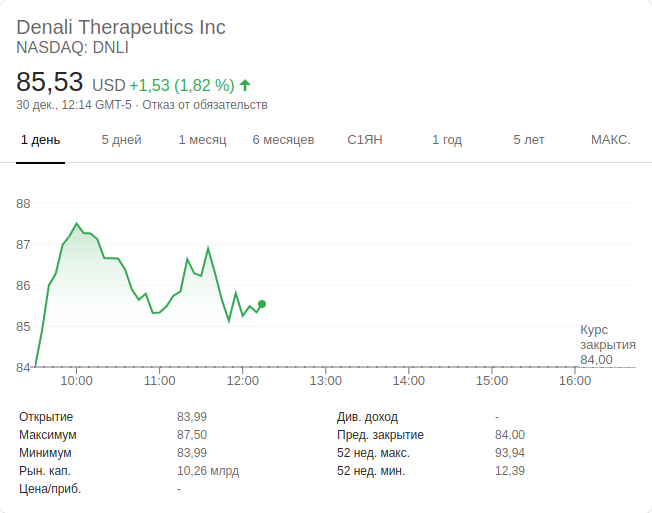 Denali Therapeutics Inc
NASDAQ: DNLI
85,53 USD +1,53 (1,82 %)
30 дек., 12:14 GMT-5 · Отказ от обязательств
1 день 5 дней 1 месяц 6 месяцев С1ЯН 1 год 5 лет МАКС.
88
87
86
85
84
Курс
закрытия
84,00
10:00 11:00 12:00 13:00 14:00 15:00 16:00
Открытие 83,99 Див. доход -
Максимум 87,50 Пред. закрытие 84,00
Минимум 83,99 52 нед. макс. 93,94
Рын. кап. 10,26 млрд 52 нед. мин. 12,39
Цена/приб. -